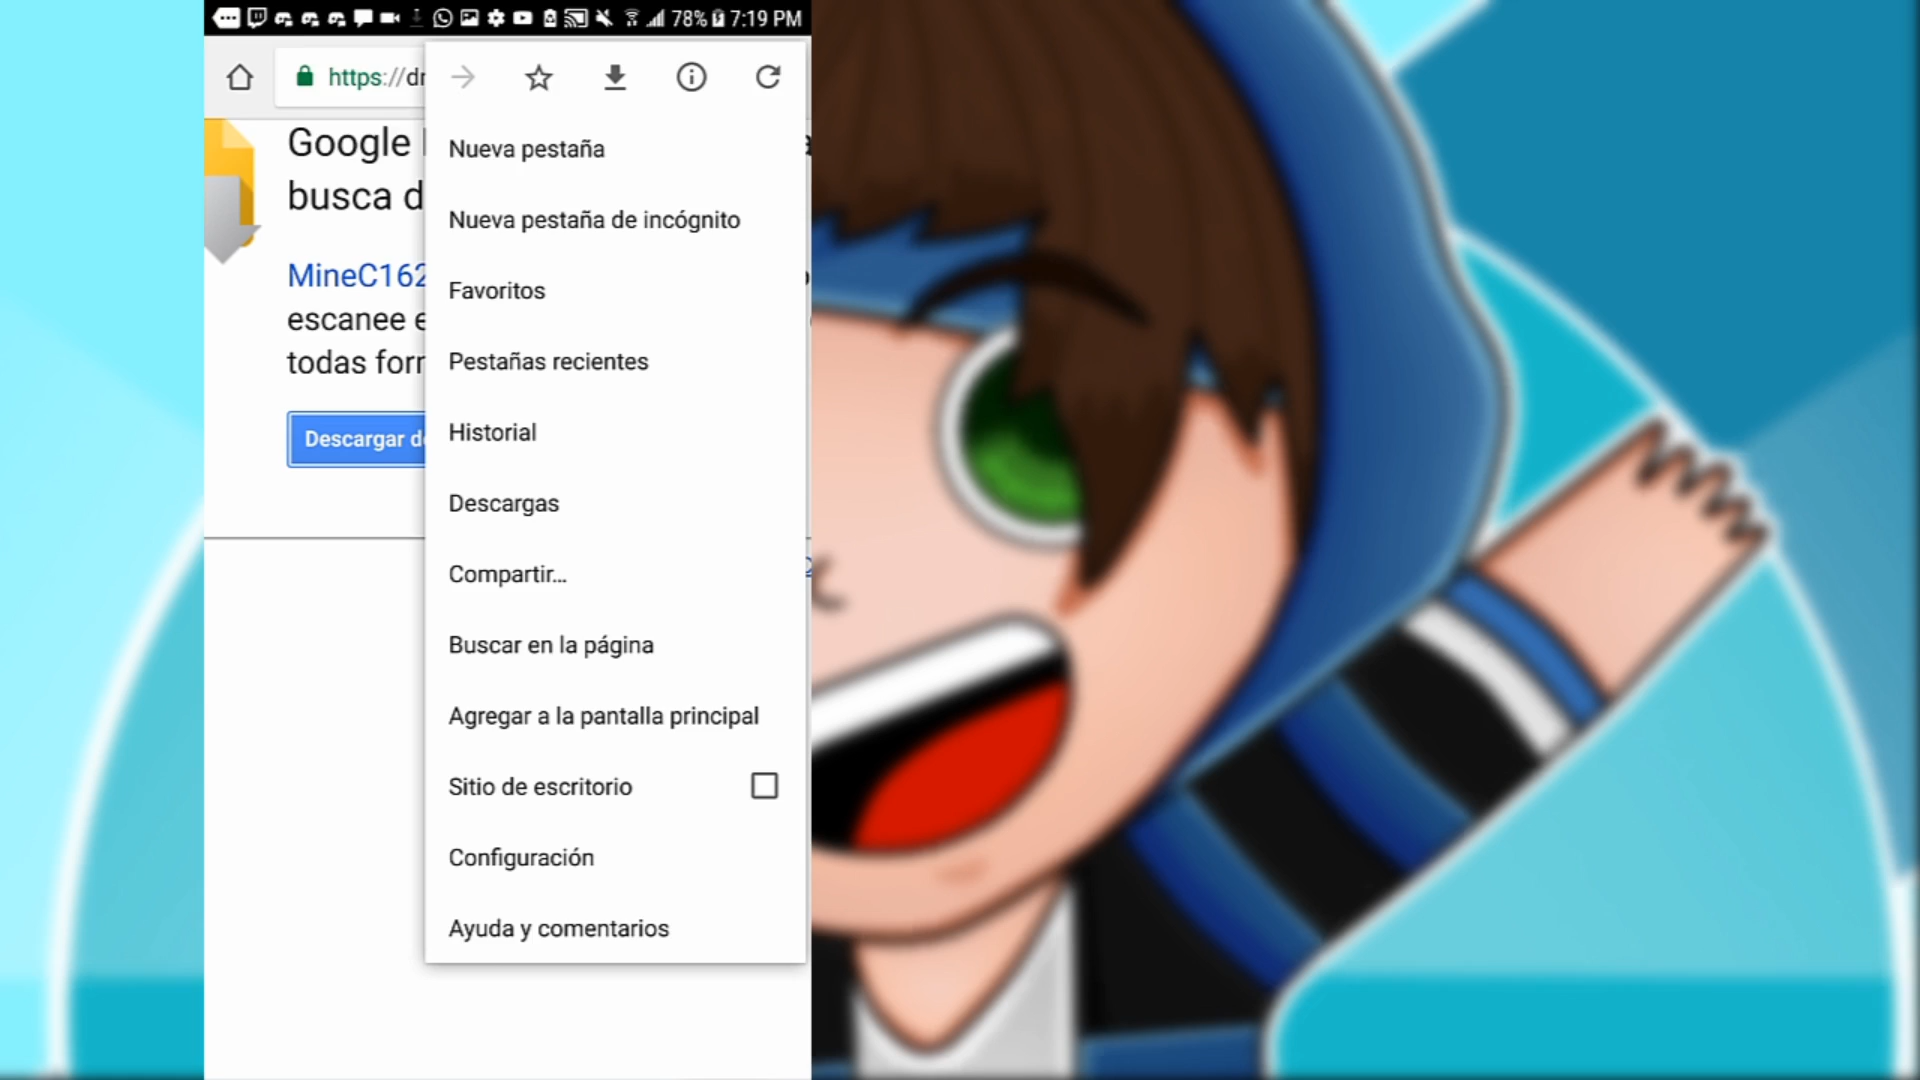 78% 7:19 PM
https://dr
Google
busca d
MineC162
escanee e
todas for
Descargar d
Nueva pestaña
Nueva pestaña de incógnito
Favoritos
Pestañas recientes
Historial
Descargas
Compartir...
Buscar en la página
Agregar a la pantalla principal
Sitio de escritorio
Configuración
Ayuda y comentarios